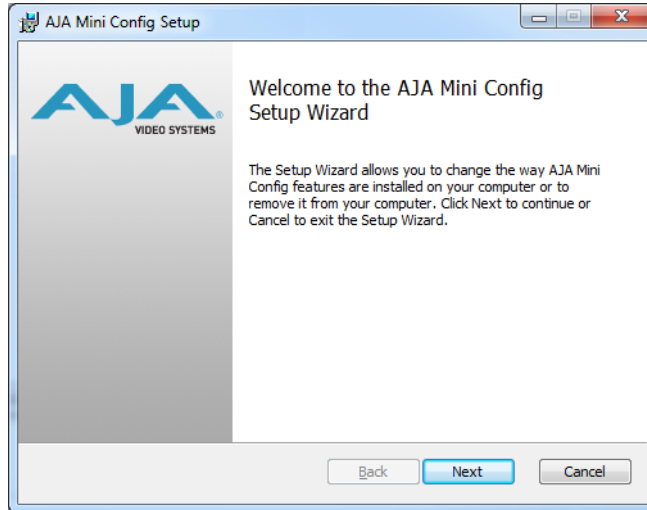 AJA Mini Config Setup
AJA®
VIDEO SYSTEMS
Welcome to the AJA Mini Config
Setup Wizard
The Setup Wizard allows you to change the way AJA Mini
Config features are installed on your computer or to
remove it from your computer. Click Next to continue or
Cancel to exit the Setup Wizard.
Back
Next
Cancel